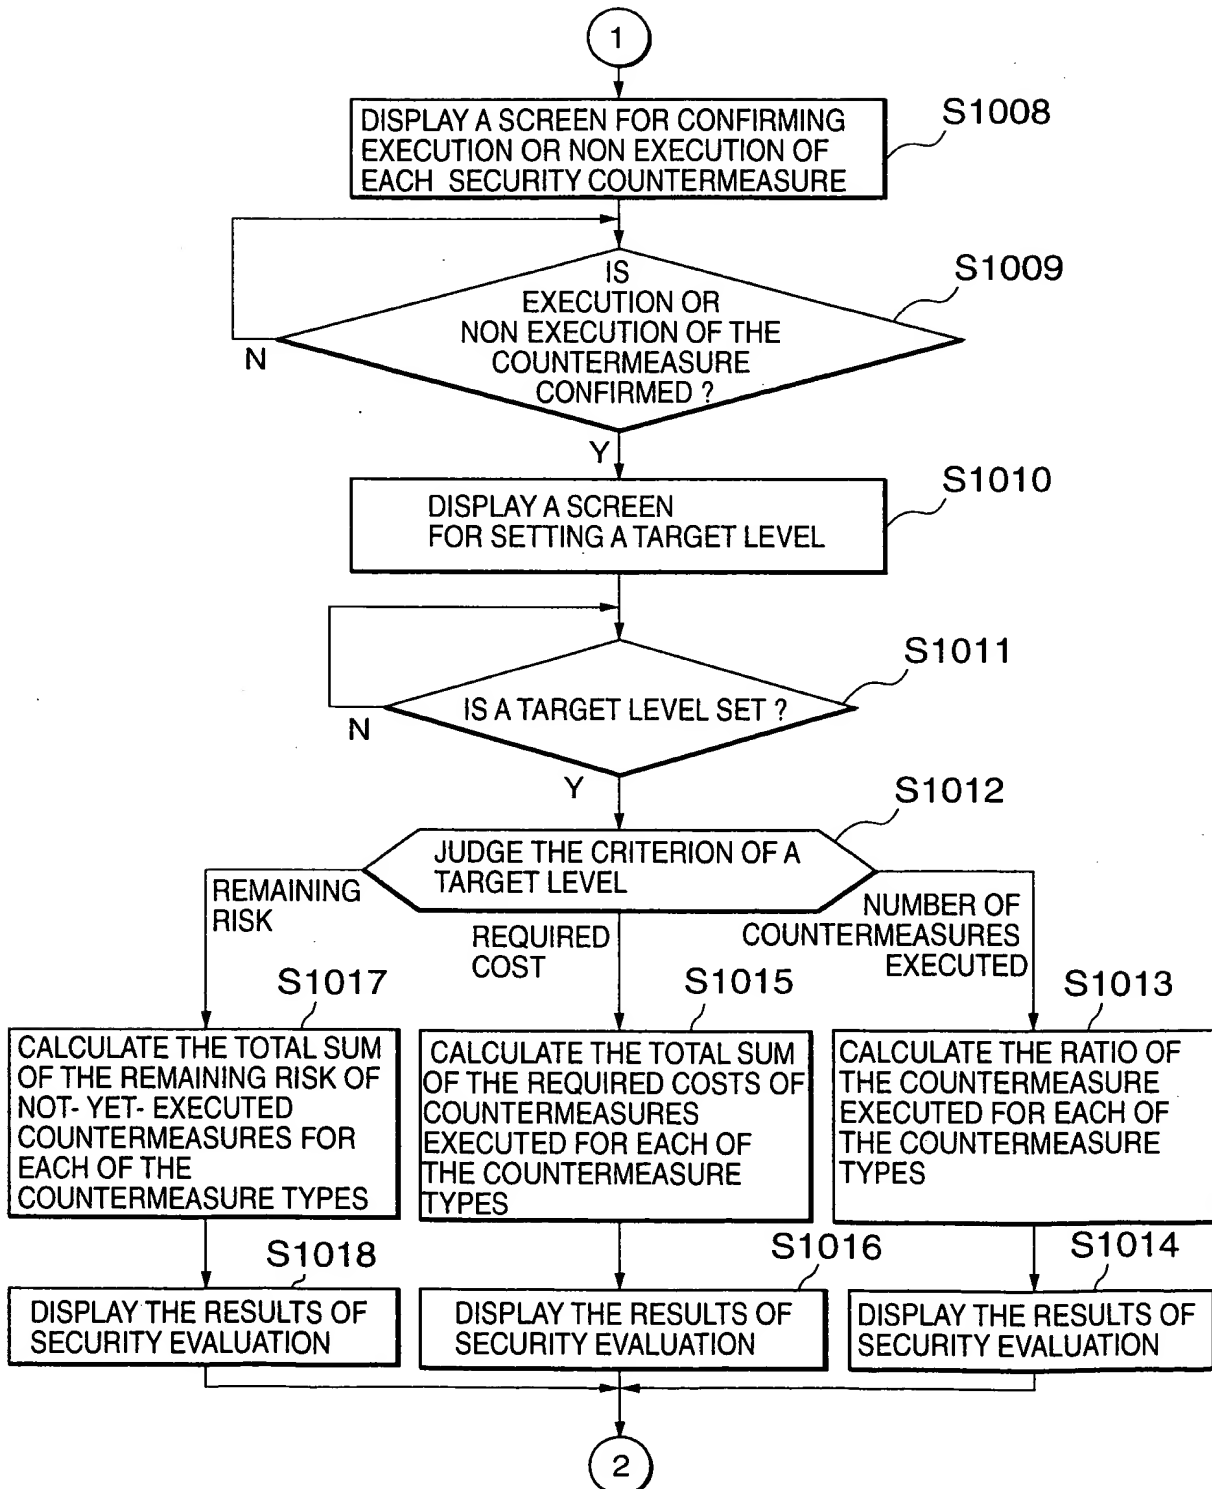 1
DISPLAY A SCREEN FOR CONFIRMING
EXECUTION OR NON EXECUTION OF
EACH SECURITY COUNTERMEASURE
S1008
IS
EXECUTION OR
NON EXECUTION OF THE
COUNTERMEASURE
CONFIRMED ?
S1009
N
Y
DISPLAY A SCREEN
FOR SETTING A TARGET LEVEL
S1010
IS A TARGET LEVEL SET ?
S1011
N
Y
JUDGE THE CRITERION OF A
TARGET LEVEL
S1012
REMAINING
RISK
REQUIRED
COST
NUMBER OF
COUNTERMEASURES
EXECUTED
S1017
CALCULATE THE TOTAL SUM
OF THE REMAINING RISK OF
NOT- YET- EXECUTED
COUNTERMEASURES FOR
EACH OF THE
COUNTERMEASURE TYPES
S1015
CALCULATE THE TOTAL SUM
OF THE REQUIRED COSTS OF
COUNTERMEASURES
EXECUTED FOR EACH OF
THE COUNTERMEASURE
TYPES
S1013
CALCULATE THE RATIO OF
THE COUNTERMEASURE
EXECUTED FOR EACH OF
THE COUNTERMEASURE
TYPES
S1018
DISPLAY THE RESULTS OF
SECURITY EVALUATION
S1016
DISPLAY THE RESULTS OF
SECURITY EVALUATION
S1014
DISPLAY THE RESULTS OF
SECURITY EVALUATION
2